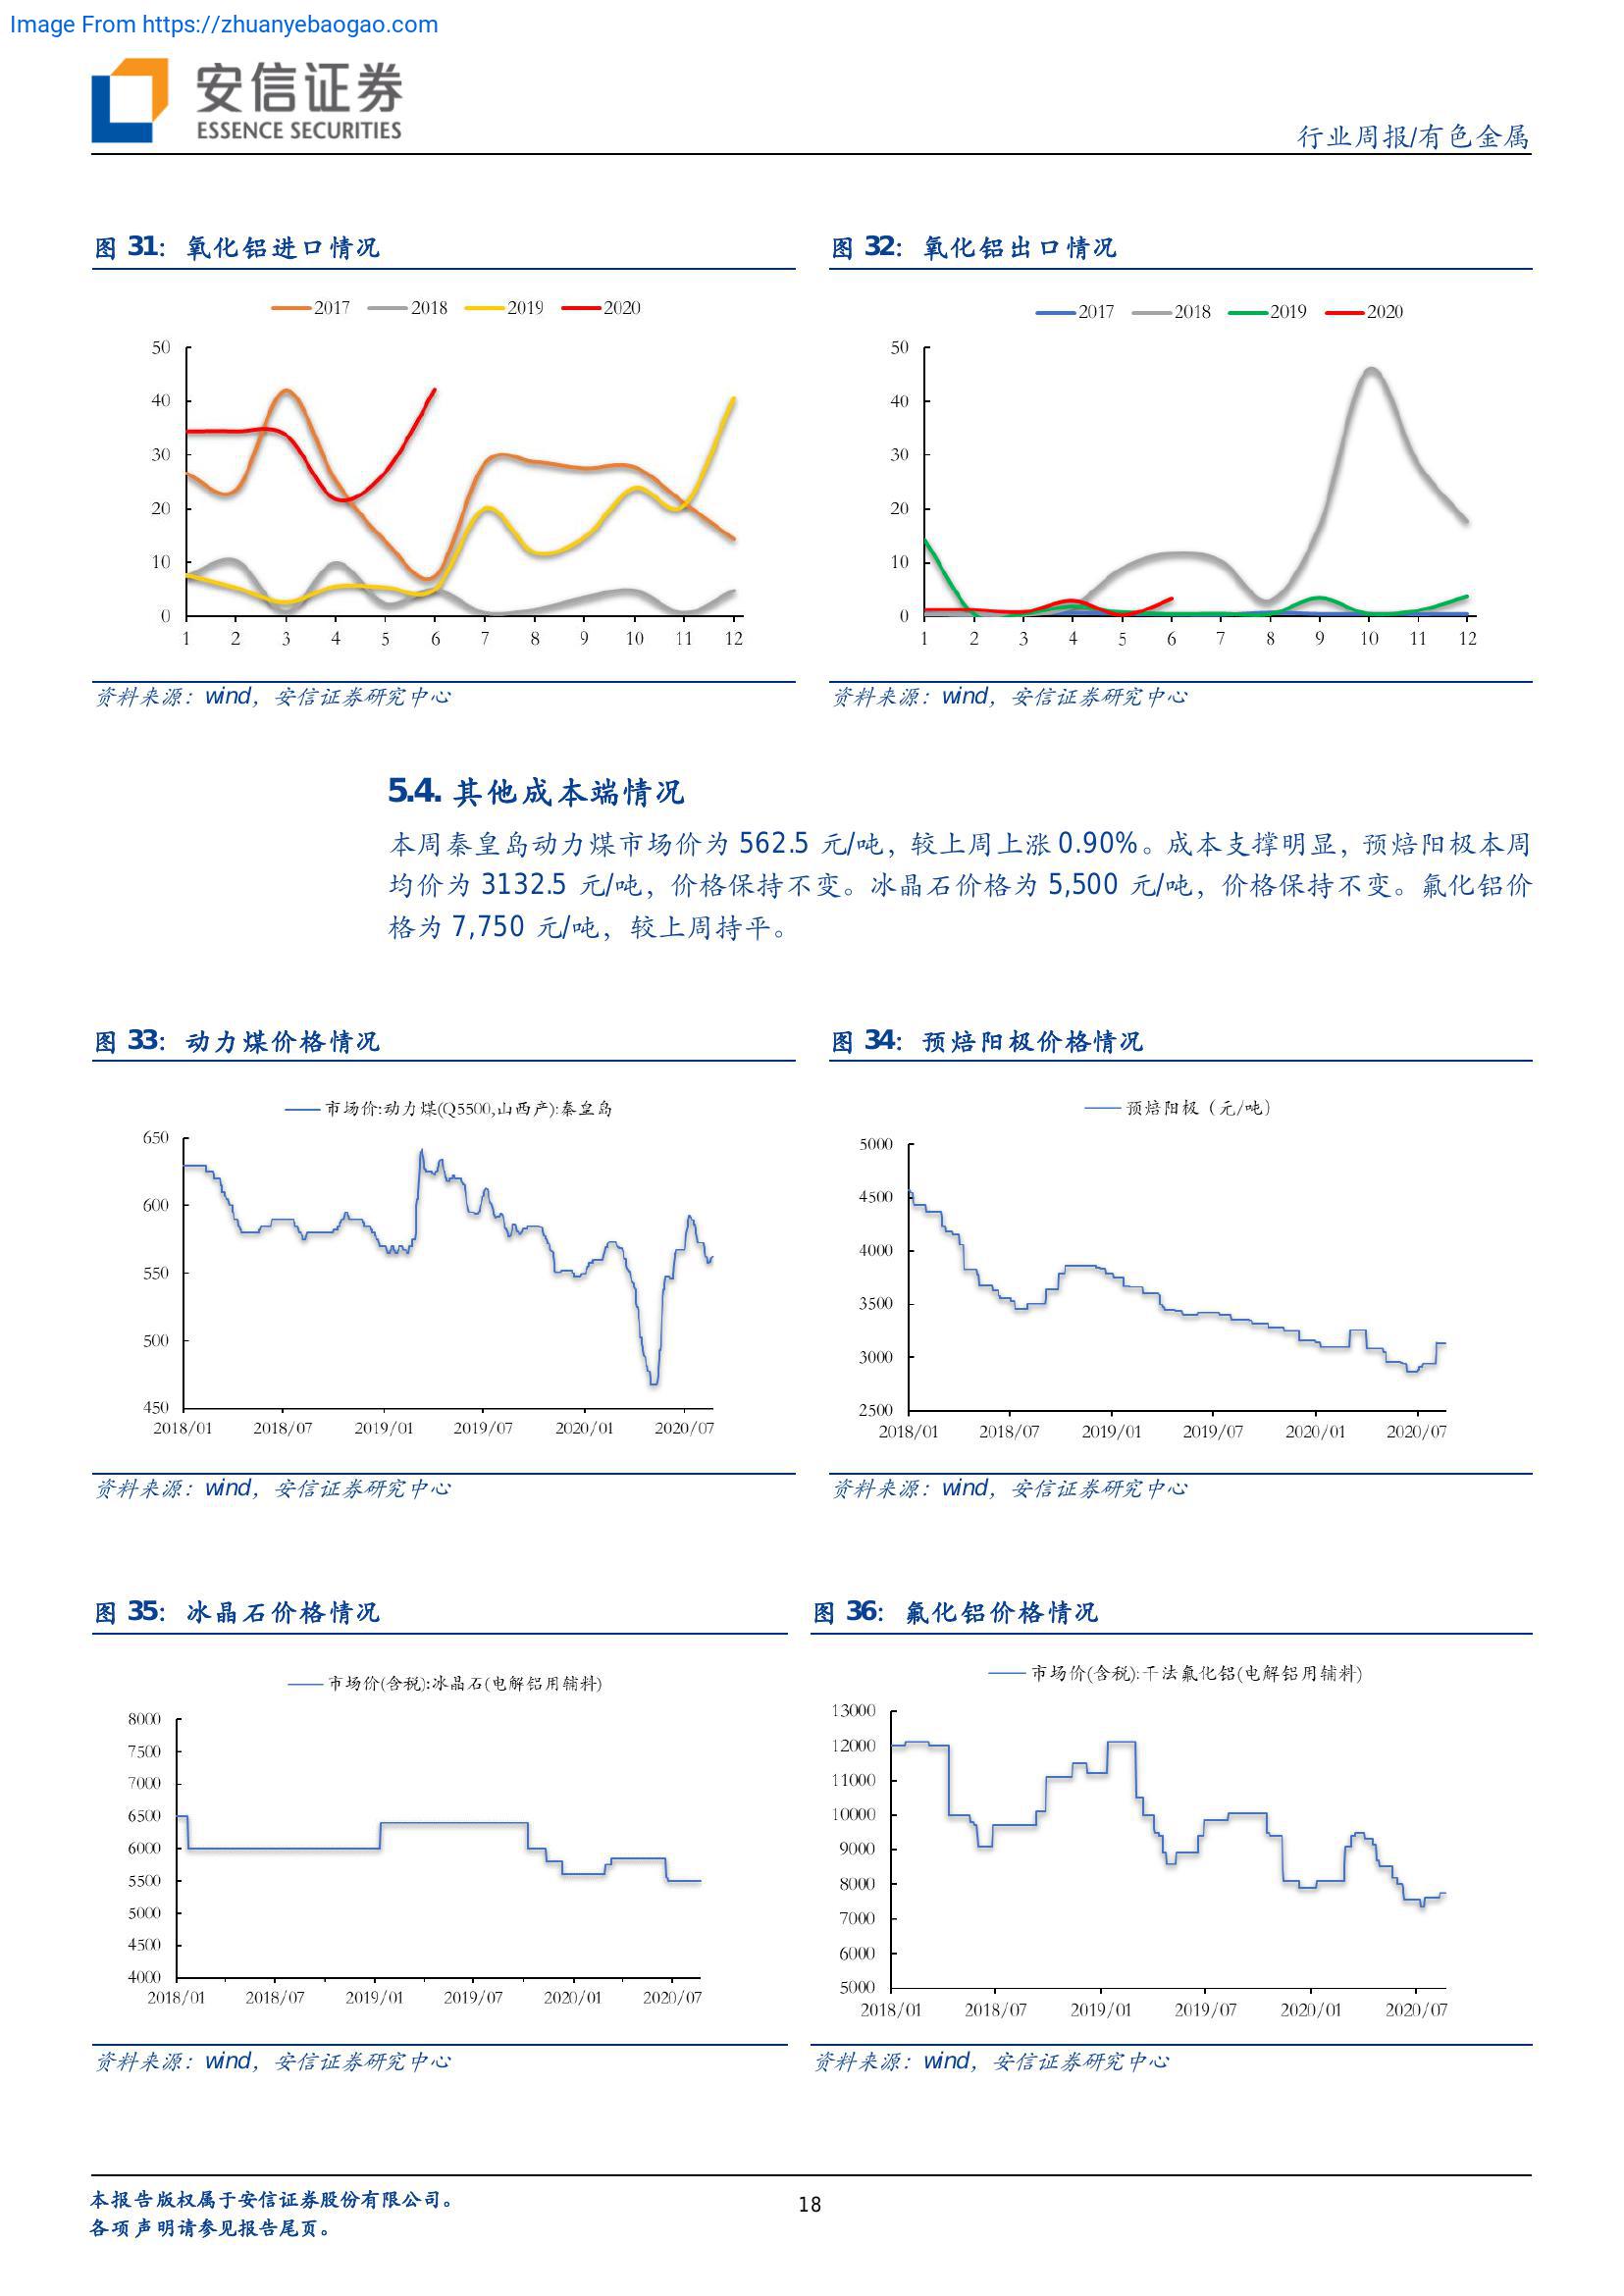 Image From https://zhuanyebaogao.com
安信证券
ESSENCE SECURITIES
行业周报/有色金属
图 31：氧化铝进口情况
2017 2018 2019 2020
50
40
30
20
10
0
1 2 3 4 5 6 7 8 9 10 11 12
资料来源：wind，安信证券研究中心
图 32：氧化铝出口情况
2017 2018 2019 2020
50
40
30
20
10
0
1 2 3 4 5 6 7 8 9 10 11 12
资料来源：wind，安信证券研究中心
5.4. 其他成本端情况
本周秦皇岛动力煤市场价为 562.5 元/吨，较上周上涨 0.90%。成本支撑明显，预焙阳极本周
均价为 3132.5 元/吨，价格保持不变。冰晶石价格为 5,500 元/吨，价格保持不变。氟化铝价
格为 7,750 元/吨，较上周持平。
图 33：动力煤价格情况
市场价:动力煤(Q5500,山西产):秦皇岛
650
600
550
500
450
2018/01 2018/07 2019/01 2019/07 2020/01 2020/07
资料来源：wind，安信证券研究中心
图 34：预焙阳极价格情况
预焙阳极（元/吨）
5000
4500
4000
3500
3000
2500
2018/01 2018/07 2019/01 2019/07 2020/01 2020/07
资料来源：wind，安信证券研究中心
图 35：冰晶石价格情况
市场价(含税):冰晶石(电解铝用辅料)
8000
7500
7000
6500
6000
5500
5000
4500
4000
2018/01 2018/07 2019/01 2019/07 2020/01 2020/07
资料来源：wind，安信证券研究中心
图 36：氟化铝价格情况
市场价(含税):干法氟化铝(电解铝用辅料)
13000
12000
11000
10000
9000
8000
7000
6000
5000
2018/01 2018/07 2019/01 2019/07 2020/01 2020/07
资料来源：wind，安信证券研究中心
本报告版权属于安信证券股份有限公司。
各项声明请参见报告尾页。
18